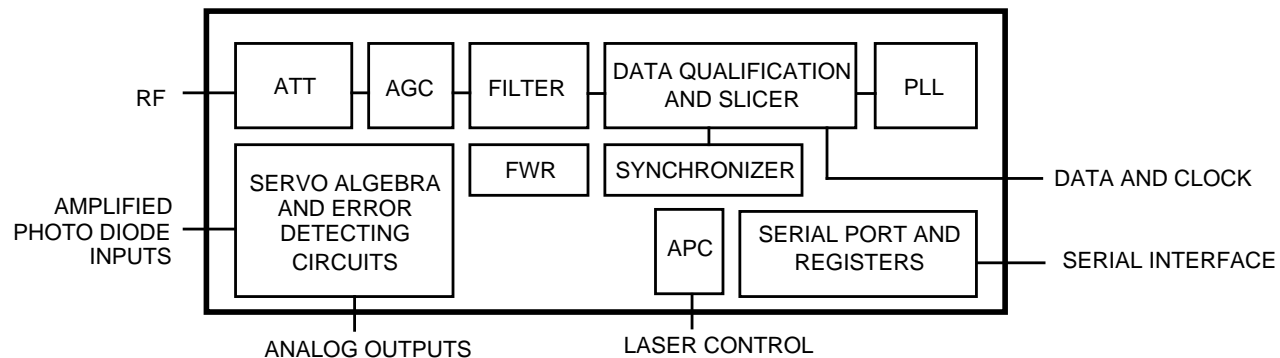 RF
ATT
AGC
FILTER
DATA QUALIFICATION
AND SLICER
PLL
AMPLIFIED
PHOTO DIODE
INPUTS
SERVO ALGEBRA
AND ERROR
DETECTING
CIRCUITS
FWR
SYNCHRONIZER
DATA AND CLOCK
APC
SERIAL PORT AND
REGISTERS
SERIAL INTERFACE
ANALOG OUTPUTS
LASER CONTROL